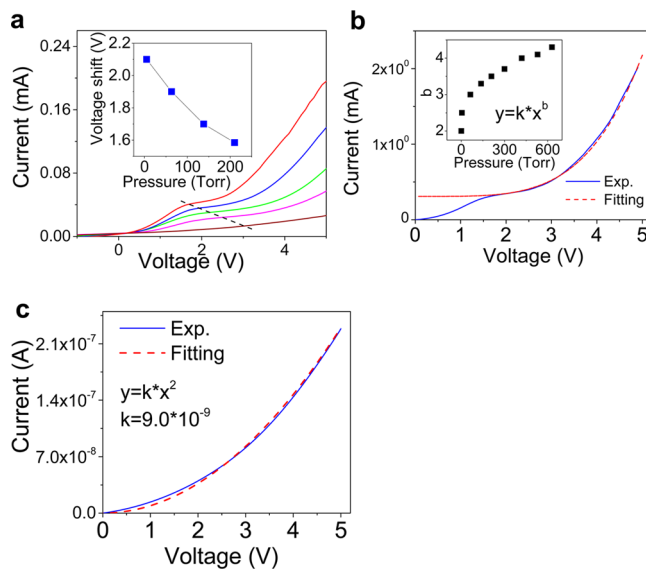 a
0.24
0.16
0.08
0.00
Current (mA)
0 2 4
Voltage (V)
2.2
2.0
1.8
1.6
Voltage shift (V)
0 100 200
Pressure (Torr)
b
2x10⁰
1x10⁰
0
Current (mA)
0 1 2 3 4 5
Voltage (V)
4
3
2
b
0 300 600
Pressure (Torr)
y=k*x^b
Exp.
Fitting
c
2.1x10⁻⁷
1.4x10⁻⁷
7.0x10⁻⁸
0.0
Current (A)
0 1 2 3 4 5
Voltage (V)
Exp.
Fitting
y=k*x²
k=9.0*10⁻⁹